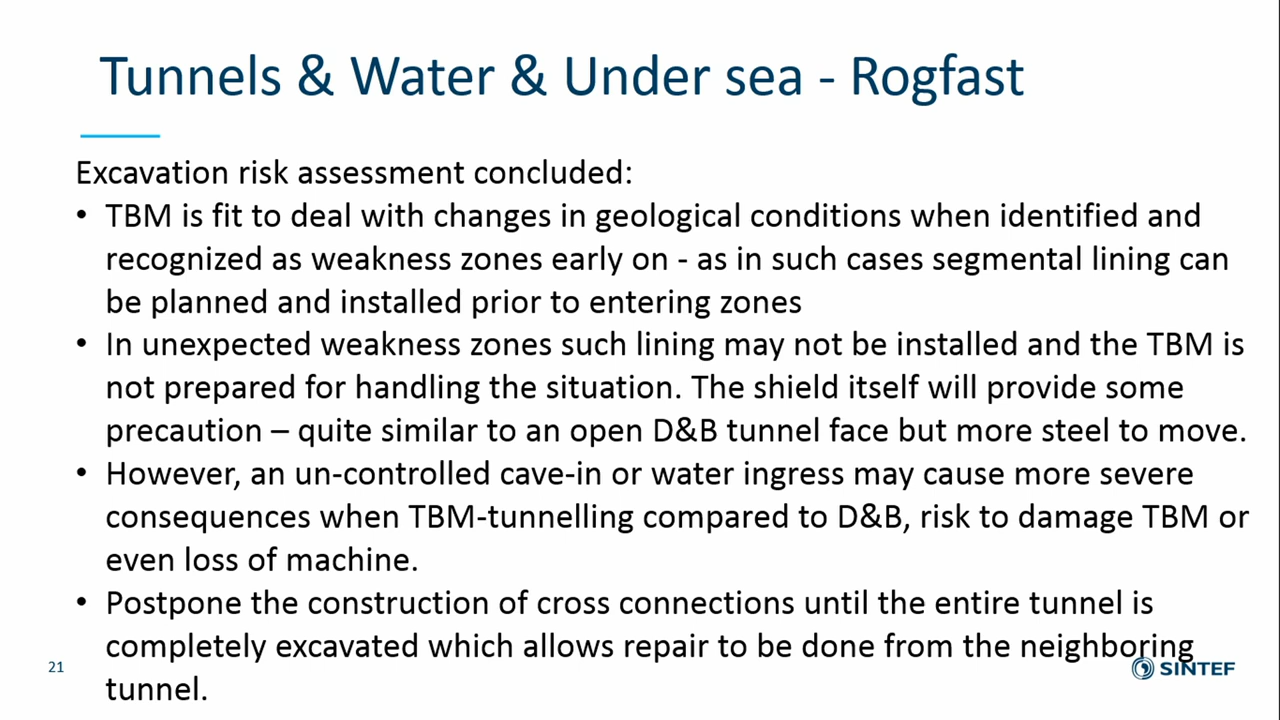 Tunnels & Water & Under sea - Rogfast
Excavation risk assessment concluded:
• TBM is fit to deal with changes in geological conditions when identified and
recognized as weakness zones early on - as in such cases segmental lining can
be planned and installed prior to entering zones
• In unexpected weakness zones such lining may not be installed and the TBM is
not prepared for handling the situation. The shield itself will provide some
precaution – quite similar to an open D&B tunnel face but more steel to move.
• However, an un-controlled cave-in or water ingress may cause more severe
consequences when TBM-tunnelling compared to D&B, risk to damage TBM or
even loss of machine.
• Postpone the construction of cross connections until the entire tunnel is
completely excavated which allows repair to be done from the neighboring
tunnel.
21
SINTEF